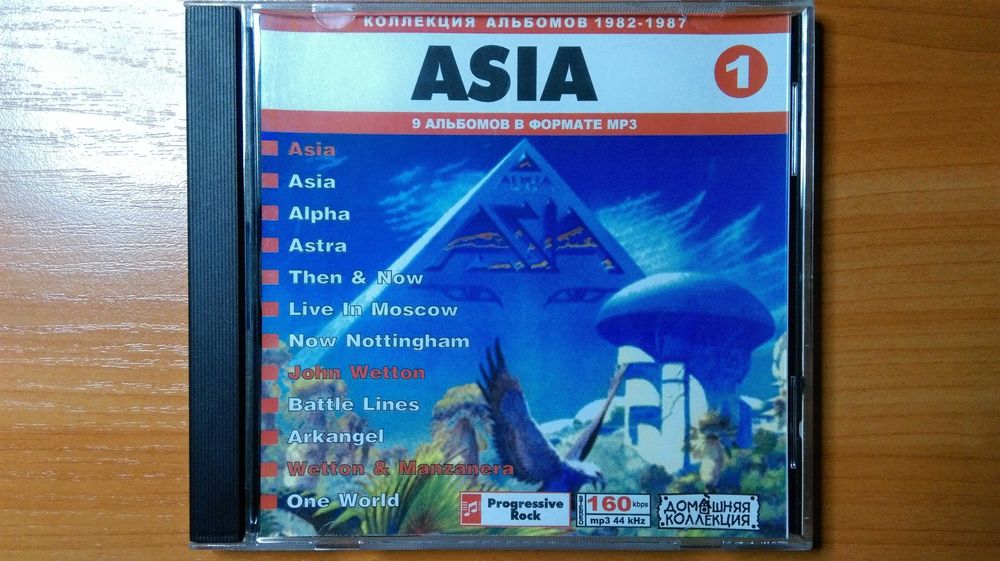 КОЛЛЕКЦИЯ АЛЬБОМОВ 1982-1987
ASIA
1
9 АЛЬБОМОВ В ФОРМАТЕ MP3
Asia
Asia
Alpha
Astra
Then & Now
Live In Moscow
Now Nottingham
John Wetton
Battle Lines
Arkangel
Wetton & Manzanera
One World
ASIA
Progressive
Rock
160 kbps
mp3 44 kHz
ДОМАШНЯЯ
КОЛЛЕКЦИЯ